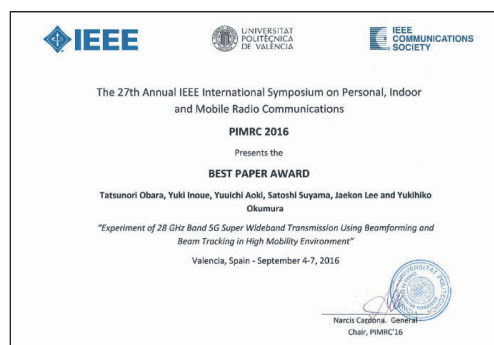 IEEE
UNIVERSITAT
POLITÈCNICA
DE VALÈNCIA
IEEE
COMMUNICATIONS
SOCIETY
The 27th Annual IEEE International Symposium on Personal, Indoor
and Mobile Radio Communications
PIMRC 2016
Presents the
BEST PAPER AWARD
Tatsunori Obara, Yuki Inoue, Yuuichi Aoki, Satoshi Suyama, Jaekon Lee and Yukihiko
Okumura
"Experiment of 28 GHz Band 5G Super Wideband Transmission Using Beamforming and
Beam Tracking in High Mobility Environment"
Valencia, Spain - September 4-7, 2016
Narcis Cardona. General
Chair, PIMRC'16